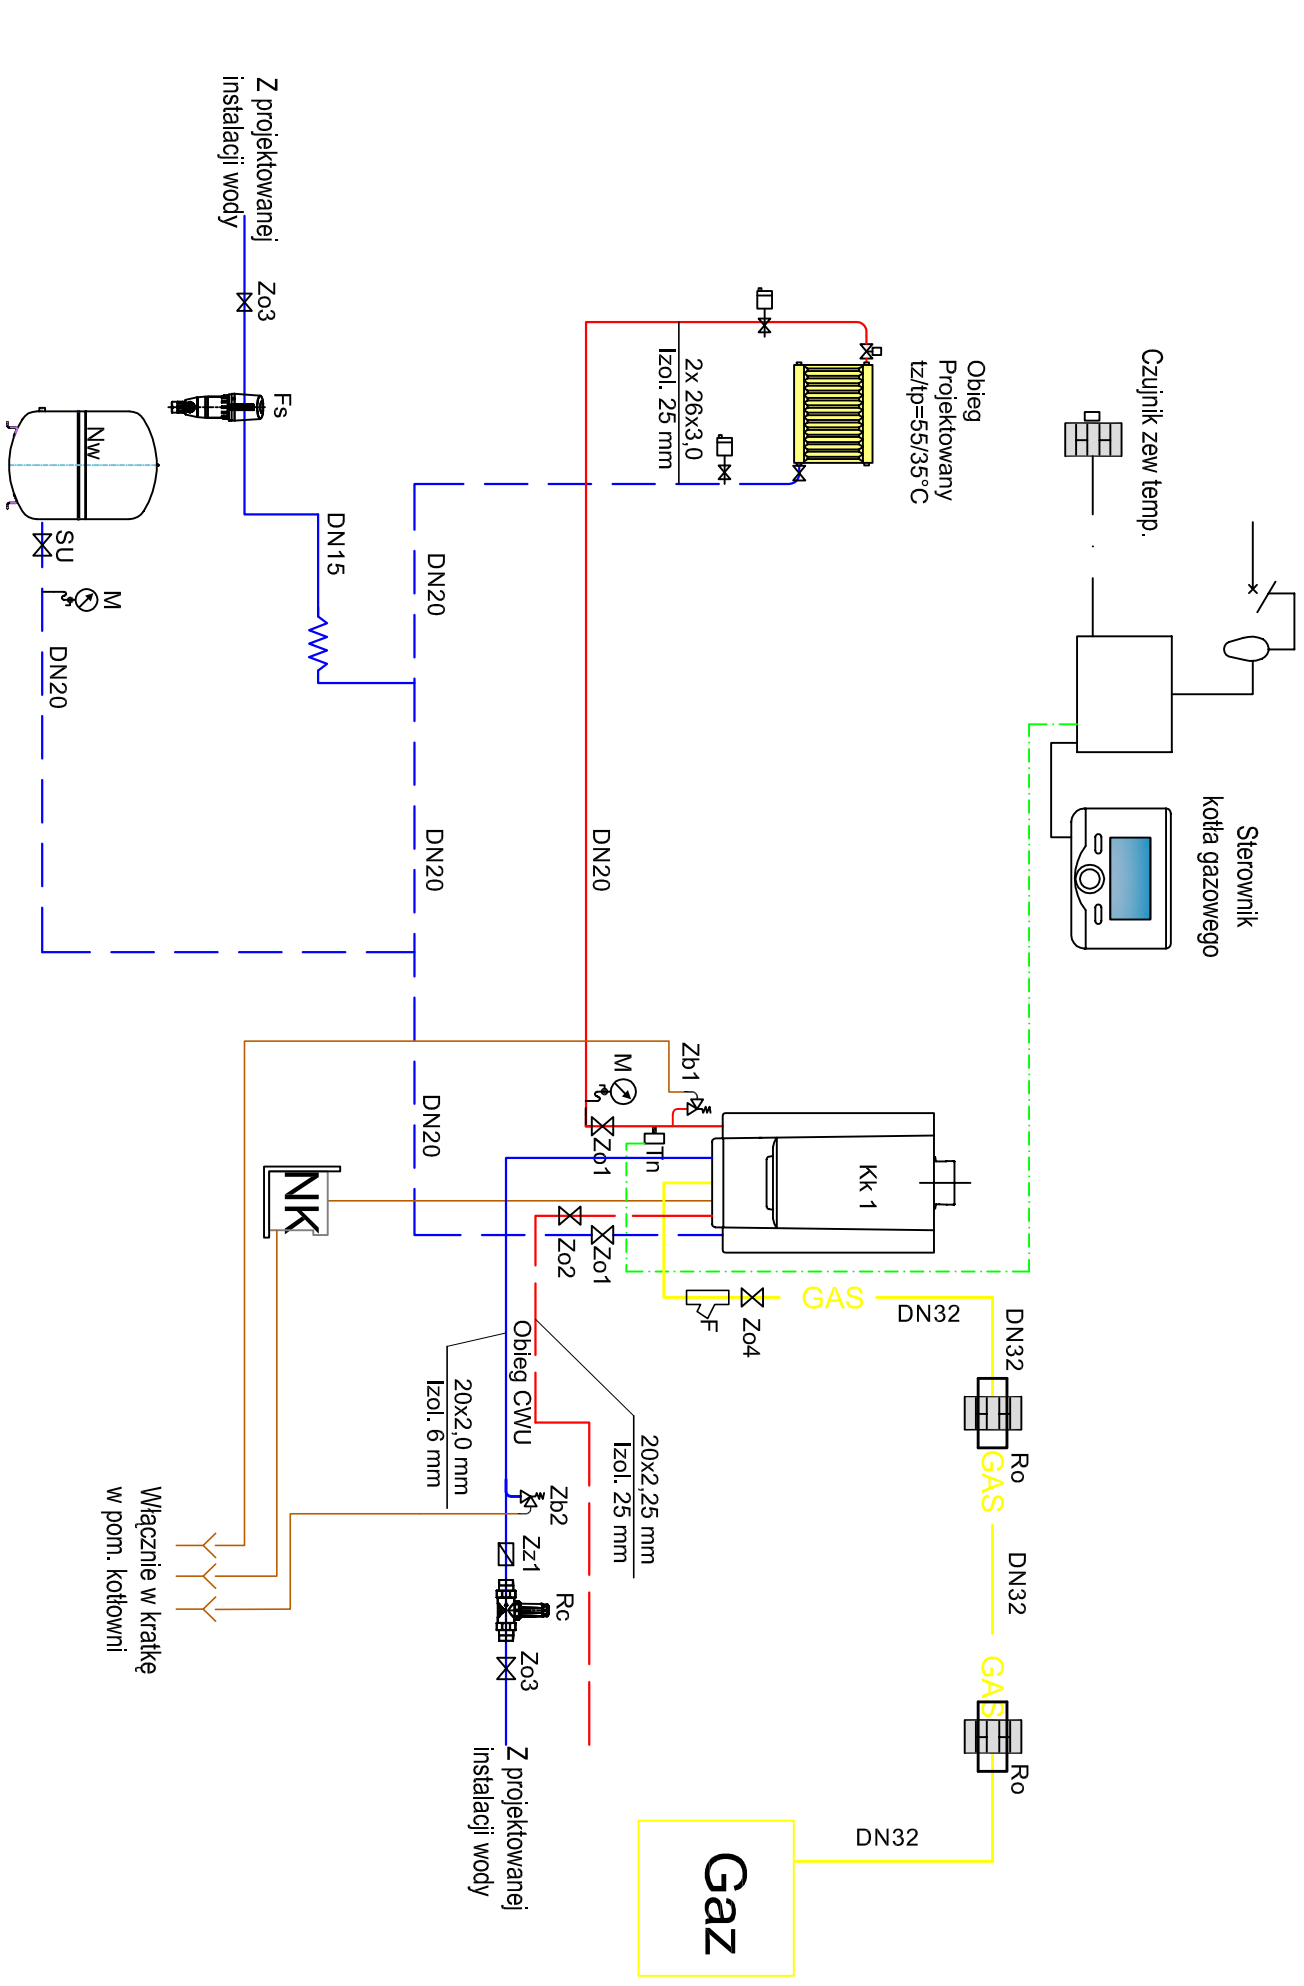 Z projektowanej
instalacji wody
Zo3
Fs
Nw
SU
M
DN20
DN15
DN20
DN20
DN20
2x 26x3,0
Izol. 25 mm
Obieg
Projektowany
tz/tp=55/35°C
Czujnik zew temp.
Sterownik
kotła gazowego
DN20
Zb1
M
Zo1
Tn
Kk 1
NK
Zo2
Zo1
F
Zo4
GAS
DN32
DN32
Ro
GAS
DN32
GAS
Ro
DN32
Gaz
Obieg CWU
20x2,0 mm
Izol. 6 mm
20x2,25 mm
Izol. 25 mm
Zb2
Zz1
Rc
Zo3
Z projektowanej
instalacji wody
Włącznie w kratkę
w pom. kotłowni